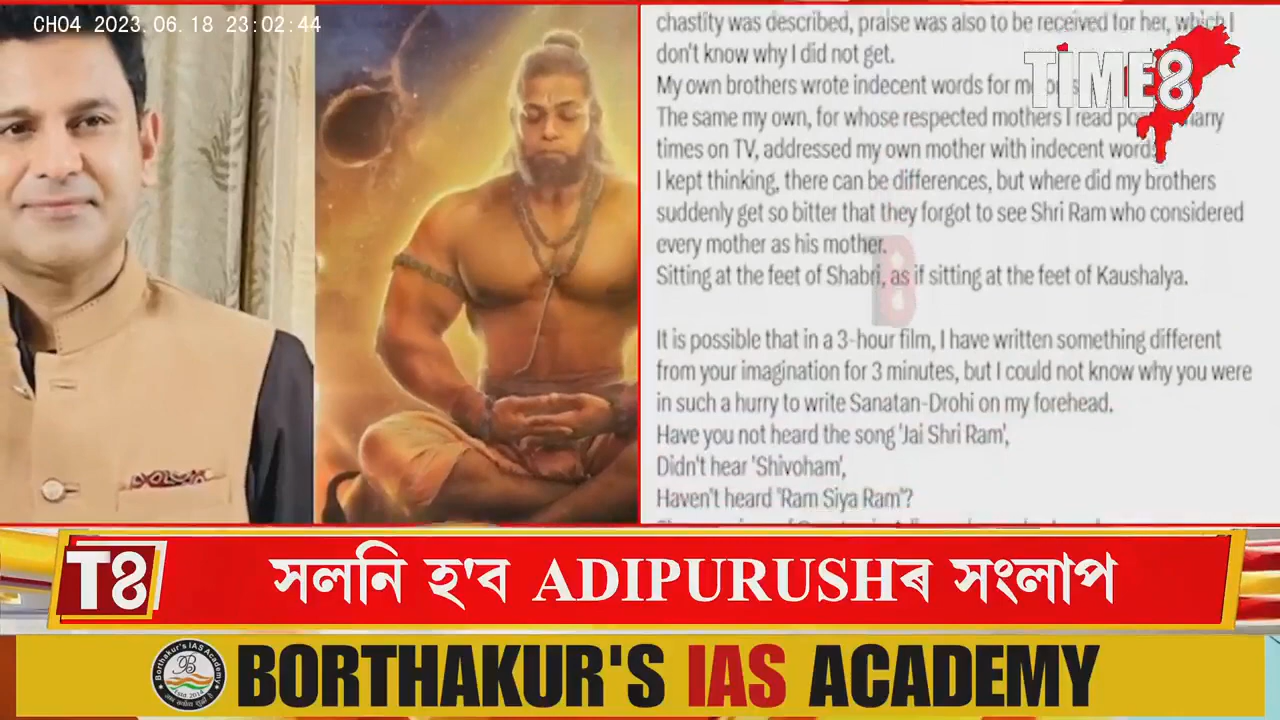 CH04 2023.06.18 23:02:44
chastity was described, praise was also to be received for her, which I
don't know why I did not get.
My own brothers wrote indecent words for my
The same my own, for whose respected mothers I read many
times on TV, addressed my own mother with indecent words
I kept thinking, there can be differences, but where did my brothers
suddenly get so bitter that they forgot to see Shri Ram who considered
every mother as his mother.
Sitting at the feet of Shabri, as if sitting at the feet of Kaushalya.
It is possible that in a 3-hour film, I have written something different
from your imagination for 3 minutes, but I could not know why you were
in such a hurry to write Sanatan-Drohi on my forehead.
Have you not heard the song 'Jai Shri Ram',
Didn't hear 'Shivoham',
Haven't heard 'Ram Siya Ram'?
TIME8
T8
সলনি হ'ব ADIPURUSHৰ সংলাপ
Borthakur's IAS Academy
BORTHAKUR'S IAS ACADEMY